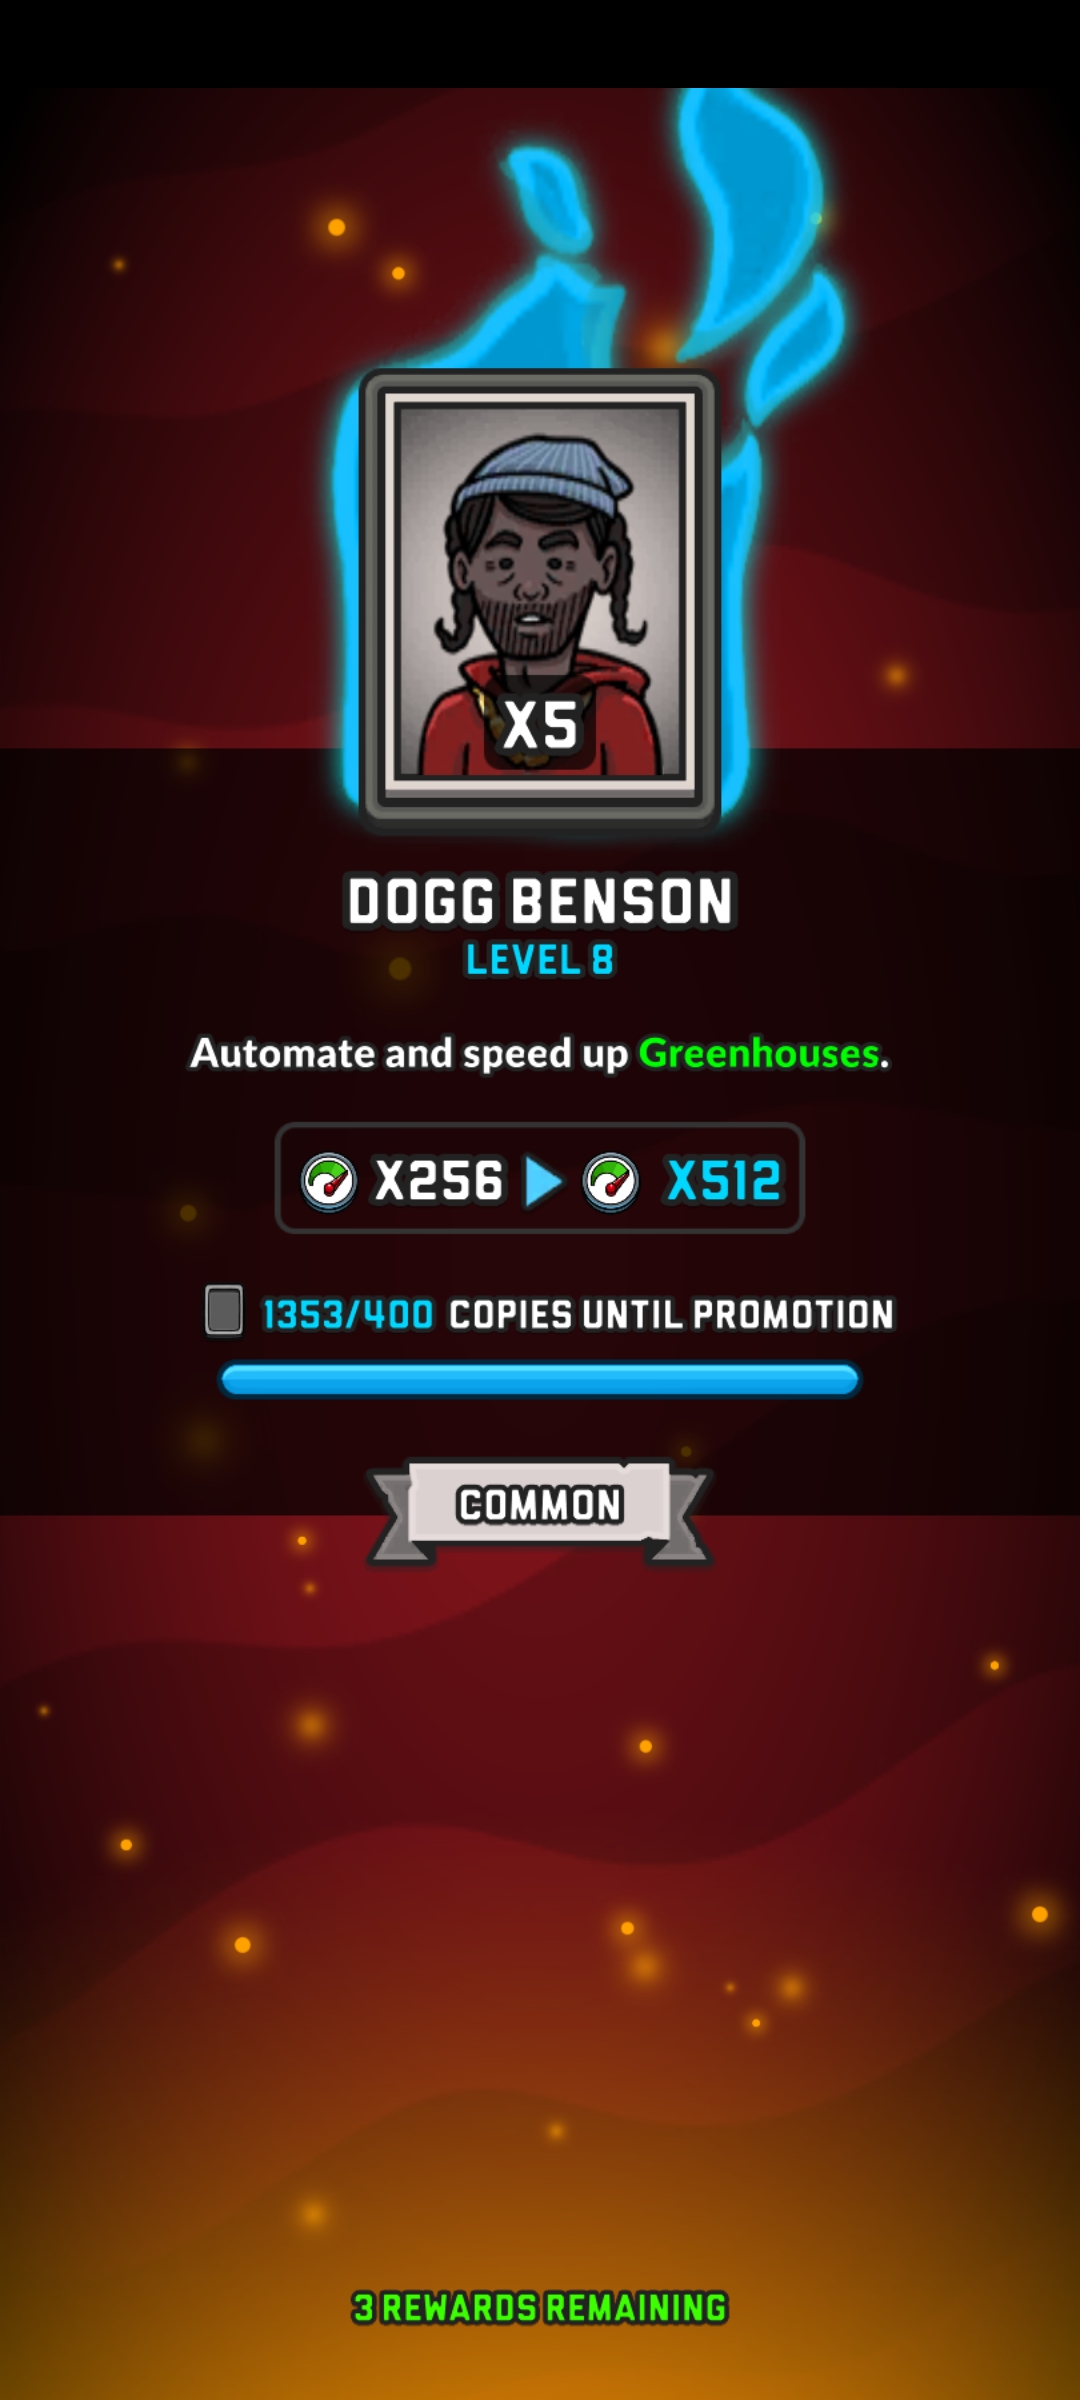 X5
DOGG BENSON
LEVEL 8
Automate and speed up Greenhouses.
X256 X512
1353/400 COPIES UNTIL PROMOTION
COMMON
3 REWARDS REMAINING